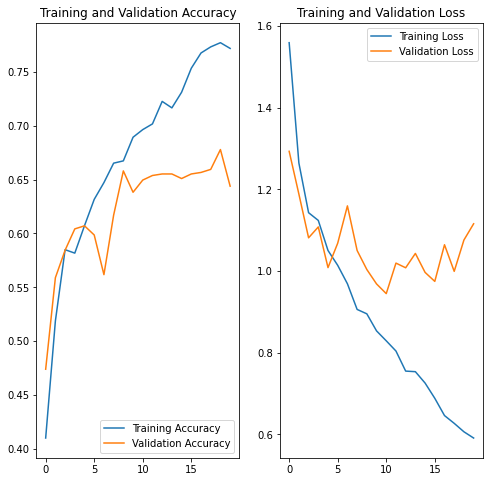 Training and Validation Accuracy
0.75
0.70
0.65
0.60
0.55
0.50
0.45
0.40
0 5 10 15
Training Accuracy
Validation Accuracy
Training and Validation Loss
1.6
1.4
1.2
1.0
0.8
0.6
0 5 10 15
Training Loss
Validation Loss